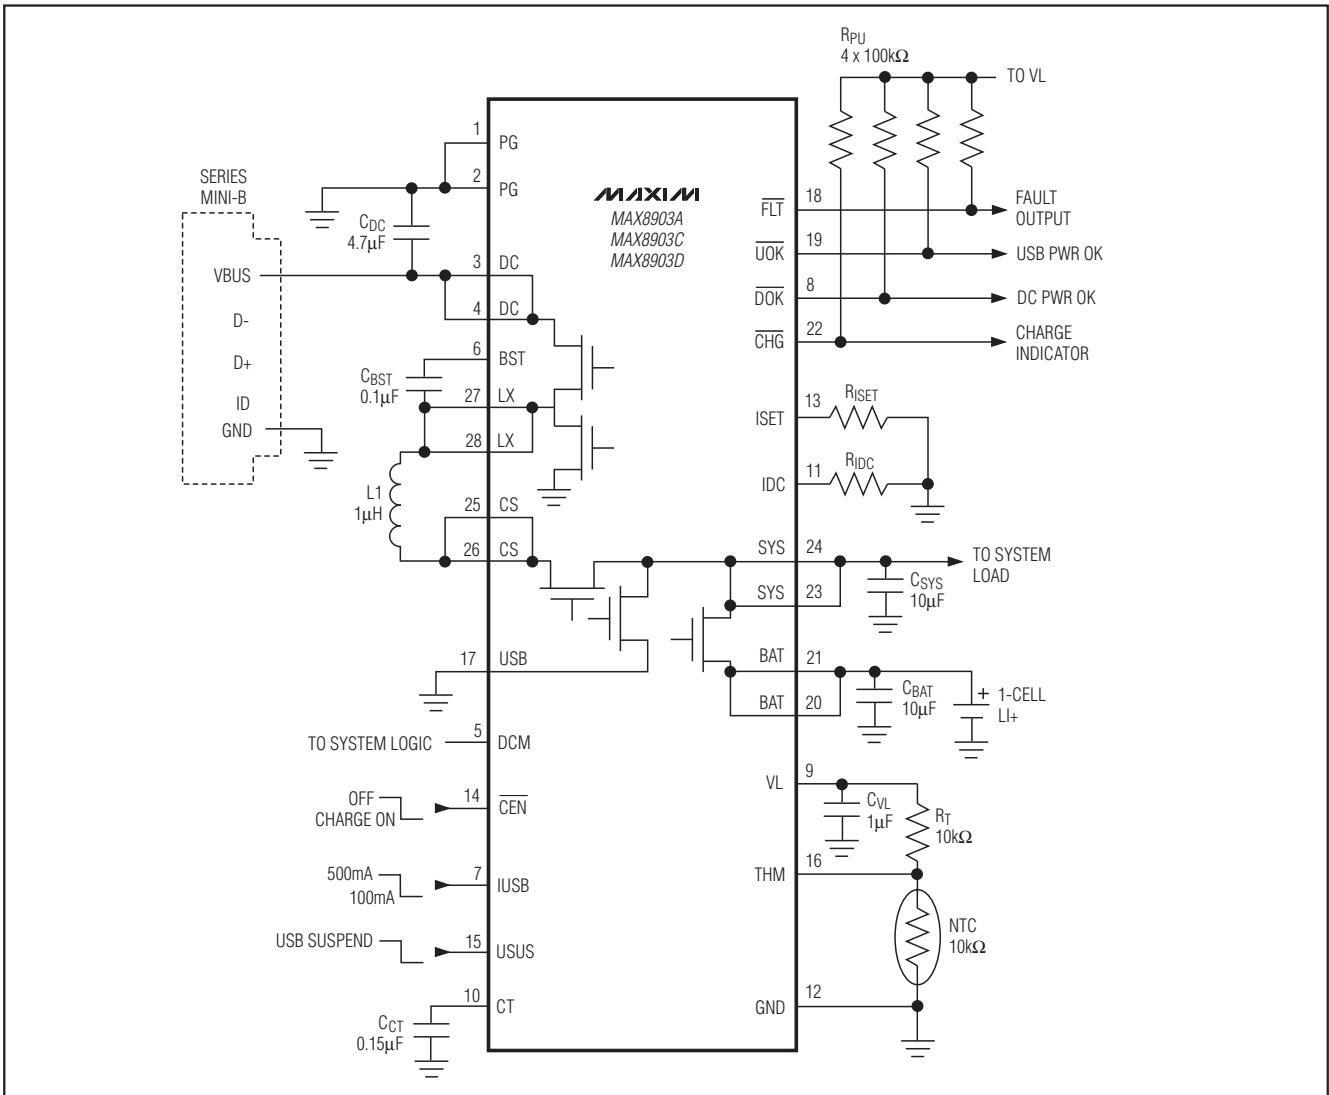 RPU
4 x 100kΩ
TO VL
SERIES
MINI-B
VBUS
D-
D+
ID
GND
CDC
4.7µF
CBST
0.1µF
L1
1µH
1
PG
2
PG
3
DC
4
DC
6
BST
27
LX
28
LX
25
CS
26
CS
17
USB
TO SYSTEM LOGIC
5
DCM
OFF
CHARGE ON
14
CEN
500mA
100mA
7
IUSB
USB SUSPEND
15
USUS
10
CT
CCT
0.15µF
MAXIM
MAX8903A
MAX8903C
MAX8903D
FLT
18
FAULT
OUTPUT
UOK
19
USB PWR OK
DOK
8
DC PWR OK
CHG
22
CHARGE
INDICATOR
ISET
13
RISET
IDC
11
RIDC
SYS
24
TO SYSTEM
LOAD
SYS
23
CSYS
10µF
BAT
21
BAT
20
CBAT
10µF
+
1-CELL
LI+
VL
9
CVL
1µF
RT
10kΩ
THM
16
NTC
10kΩ
GND
12